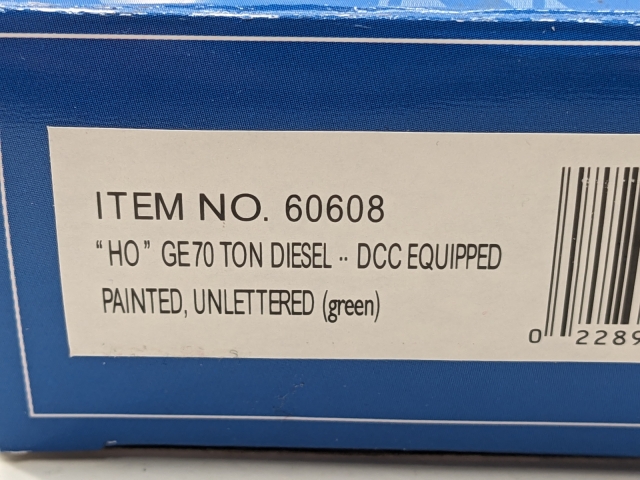 ITEM NO. 60608
“HO” GE70 TON DIESEL -- DCC EQUIPPED
PAINTED, UNLETTERED (green)
0 2289